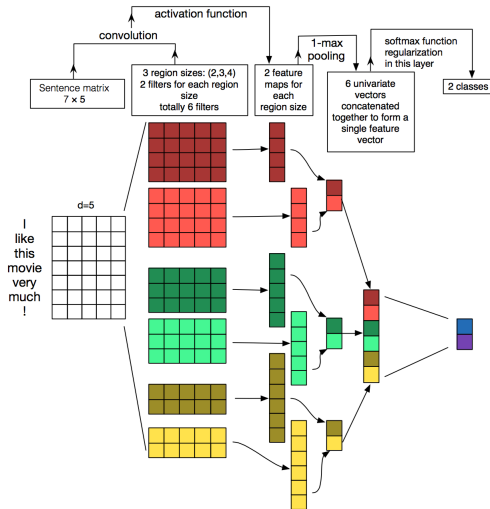 activation function
convolution
1-max
pooling
softmax function
regularization
in this layer
Sentence matrix
7 × 5
3 region sizes: (2,3,4)
2 filters for each region
size
totally 6 filters
2 feature
maps for
each
region size
6 univariate
vectors
concatenated
together to form a
single feature
vector
2 classes
d=5
I
like
this
movie
very
much
!